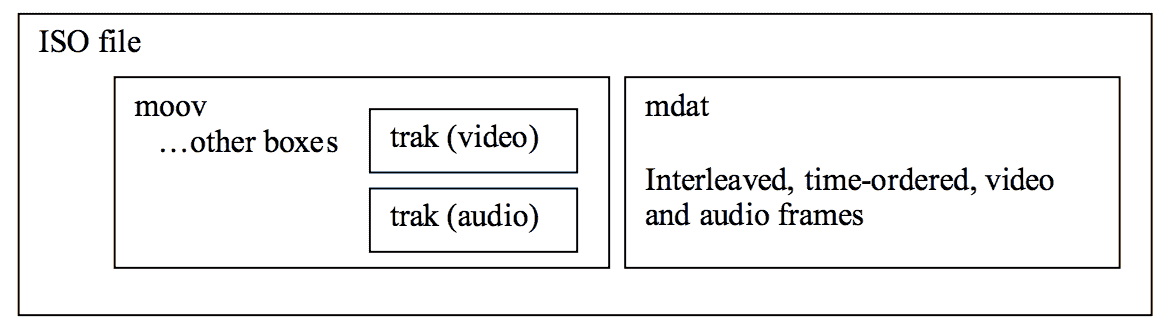 ISO file
moov
…other boxes
trak (video)
trak (audio)
mdat
Interleaved, time-ordered, video
and audio frames